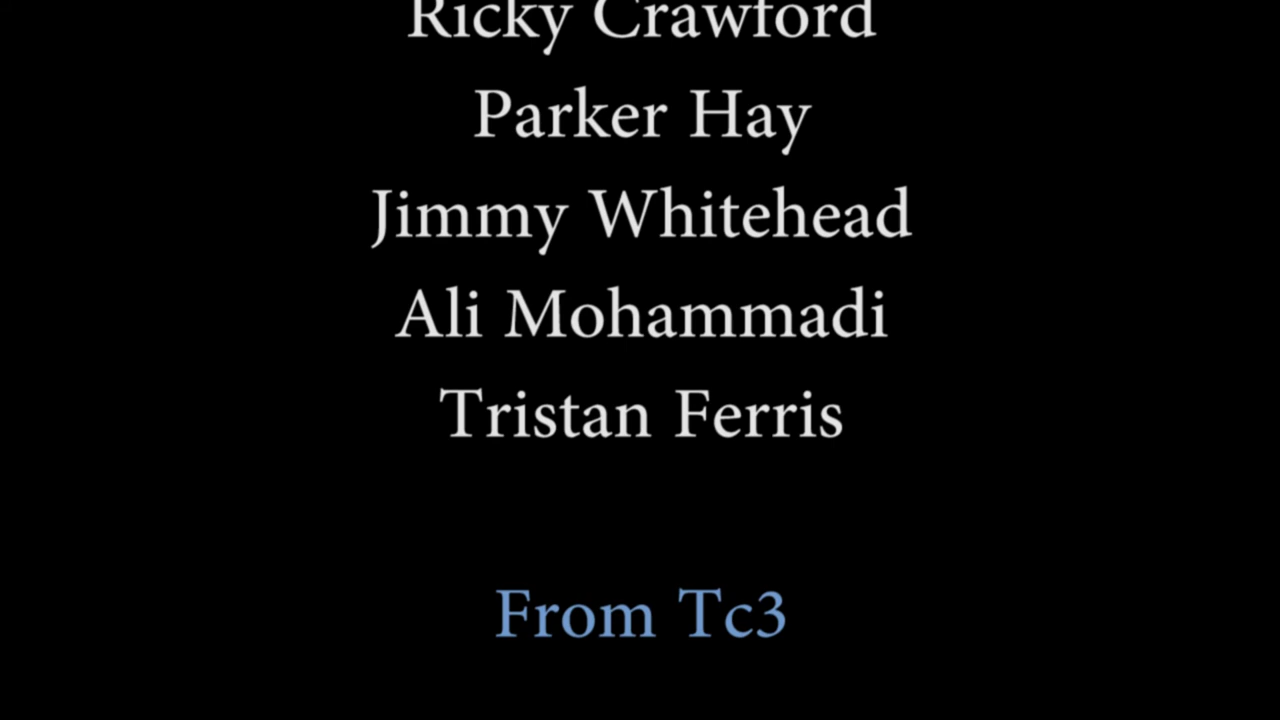 Ricky Crawford
Parker Hay
Jimmy Whitehead
Ali Mohammadi
Tristan Ferris
From Tc3